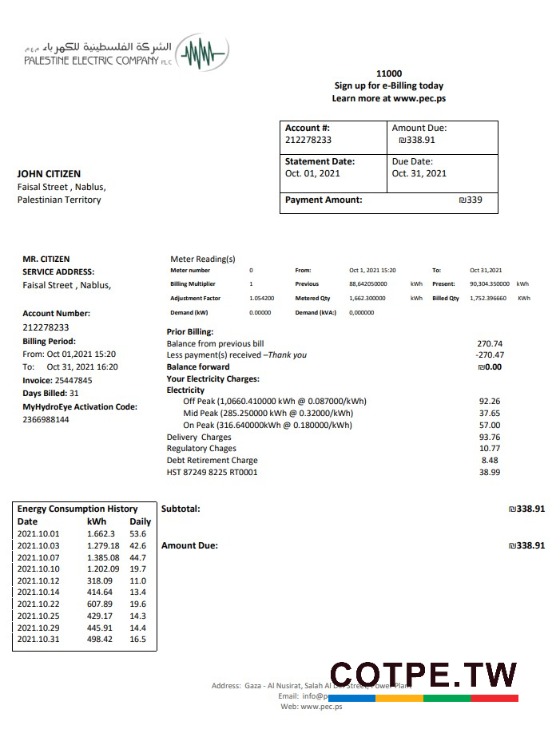 الشركة الفلسطينية للكهرباء م.ع.م
PALESTINE ELECTRIC COMPANY PLC
11000
Sign up for e-Billing today
Learn more at www.pec.ps
Account #: Amount Due:
212278233 ₪338.91
Statement Date: Due Date:
Oct. 01, 2021 Oct. 31, 2021
Payment Amount: ₪339
JOHN CITIZEN
Faisal Street , Nablus,
Palestinian Territory
MR. CITIZEN
SERVICE ADDRESS:
Faisal Street , Nablus,
Account Number:
212278233
Billing Period:
From: Oct 01,2021 15:20
To: Oct 31, 2021 16:20
Invoice: 25447845
Days Billed: 31
MyHydroEye Activation Code:
2366988144
Meter Reading(s)
Meter number 0 From: Oct 1, 2021 15:20 To: Oct 31,2021
Billing Multiplier 1 Previous 88,642050000 kWh Present: 90,304.350000 kWh
Adjustment Factor 1.054200 Metered Qty 1,662.300000 kWh Billed Qty 1,752.396660 KWh
Demand (kW) 0.00000 Demand (kVA:) 0,000000
Prior Billing:
Balance from previous bill 270.74
Less payment(s) received –Thank you -270.47
Balance forward ₪0.00
Your Electricity Charges:
Electricity
Off Peak (1,0660.410000 kWh @ 0.087000/kWh) 92.26
Mid Peak (285.250000 kWh @ 0.32000/kWh) 37.65
On Peak (316.640000kWh @ 0.180000/kWh) 57.00
Delivery Charges 93.76
Regulatory Chages 10.77
Debt Retirement Charge 8.48
HST 87249 8225 RT0001 38.99
Subtotal: ₪338.91
Amount Due: ₪338.91
Energy Consumption History
Date kWh Daily
2021.10.01 1.662.3 53.6
2021.10.03 1.279.18 42.6
2021.10.07 1.385.08 44.7
2021.10.10 1.202.09 19.7
2021.10.12 318.09 11.0
2021.10.14 414.64 13.4
2021.10.22 607.89 19.6
2021.10.25 429.17 14.3
2021.10.29 445.91 14.4
2021.10.31 498.42 16.5
Address: Gaza - Al Nusirat, Salah Al
Email: info@p
Web: www.pec.ps
COTPE.TW